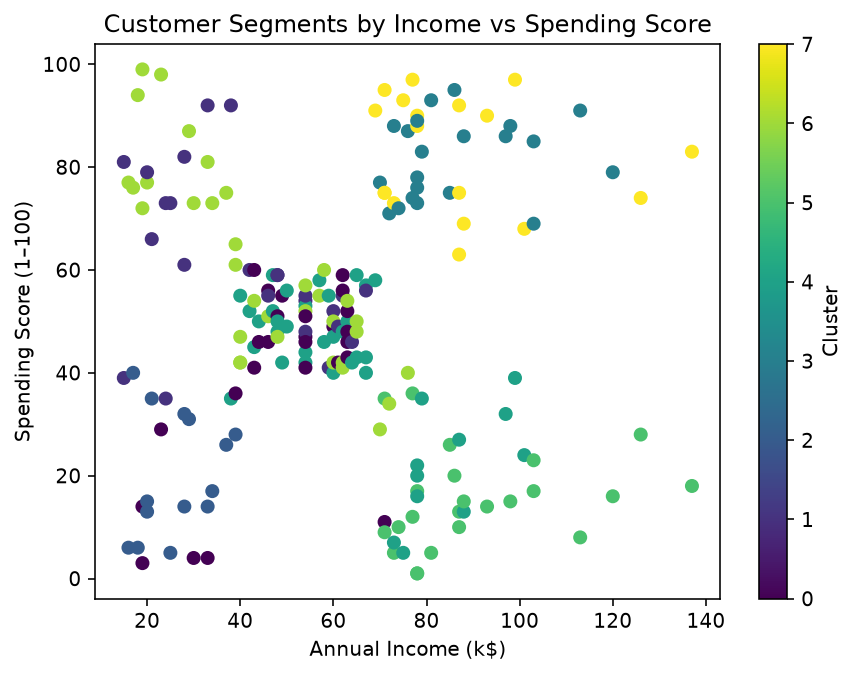 Customer Segments by Income vs Spending Score
100
80
60
40
20
0
Spending Score (1–100)
20 40 60 80 100 120 140
Annual Income (k$)
7
6
5
4
3
2
1
0
Cluster